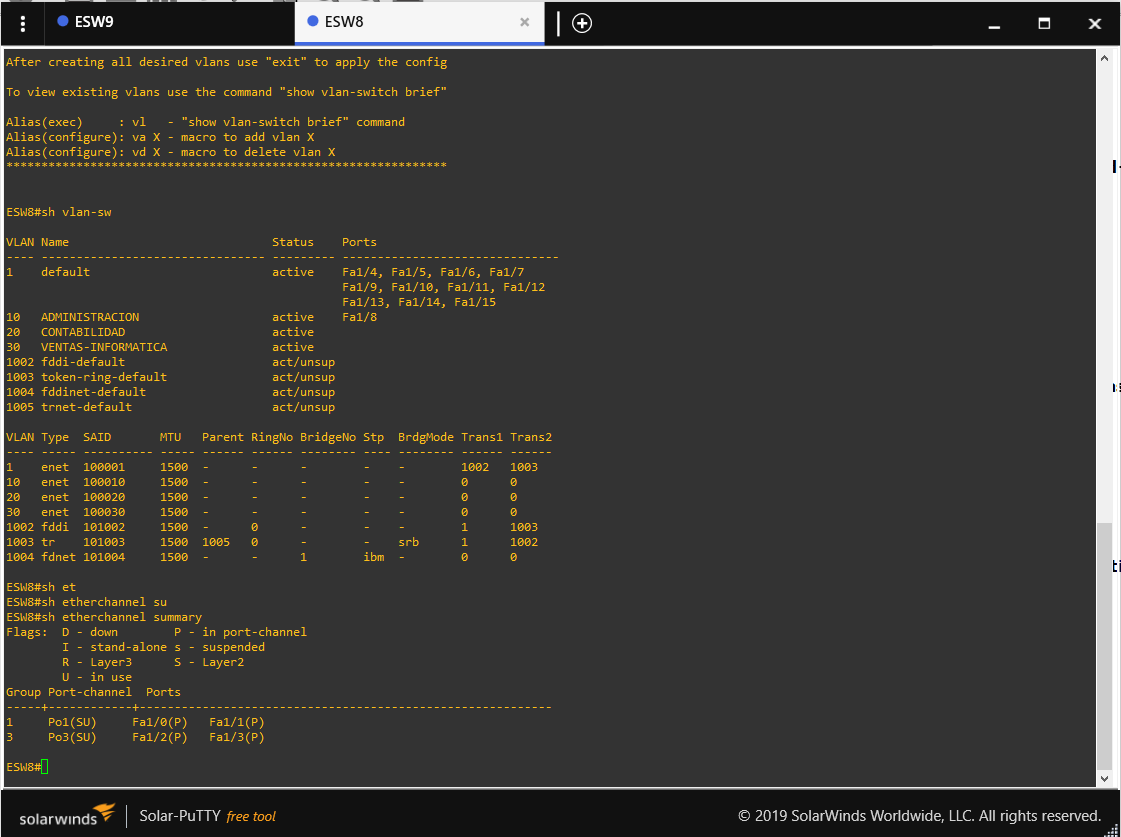 ESW9
ESW8
After creating all desired vlans use "exit" to apply the config
To view existing vlans use the command "show vlan-switch brief"
Alias(exec)     : vl   - "show vlan-switch brief" command
Alias(configure): va X - macro to add vlan X
Alias(configure): vd X - macro to delete vlan X
***************************************************************
ESW8#sh vlan-sw
VLAN Name                             Status    Ports
---- -------------------------------- --------- -------------------------------
1    default                          active    Fa1/4, Fa1/5, Fa1/6, Fa1/7
                                                Fa1/9, Fa1/10, Fa1/11, Fa1/12
                                                Fa1/13, Fa1/14, Fa1/15
10   ADMINISTRACION                   active    Fa1/8
20   CONTABILIDAD                     active
30   VENTAS-INFORMATICA               active
1002 fddi-default                     act/unsup
1003 token-ring-default               act/unsup
1004 fddinet-default                  act/unsup
1005 trnet-default                    act/unsup
VLAN Type  SAID       MTU   Parent RingNo BridgeNo Stp  BrdgMode Trans1 Trans2
---- ----- ---------- ----- ------ ------ -------- ---- -------- ------ ------
1    enet  100001     1500  -      -      -        -    -        1002   1003
10   enet  100010     1500  -      -      -        -    -        0      0
20   enet  100020     1500  -      -      -        -    -        0      0
30   enet  100030     1500  -      -      -        -    -        0      0
1002 fddi  101002     1500  -      0      -        -    -        1      1003
1003 tr    101003     1500  1005   0      -        -    srb      1      1002
1004 fdnet 101004     1500  -      -      1        ibm  -        0      0
ESW8#sh et
ESW8#sh etherchannel su
ESW8#sh etherchannel summary
Flags:  D - down        P - in port-channel
        I - stand-alone s - suspended
        R - Layer3      S - Layer2
        U - in use
Group Port-channel  Ports
-----+------------+-----------------------------------------------------------
1     Po1(SU)     Fa1/0(P)   Fa1/1(P)
3     Po3(SU)     Fa1/2(P)   Fa1/3(P)
ESW8#
solarwinds
Solar-PuTTY free tool
© 2019 SolarWinds Worldwide, LLC. All rights reserved.